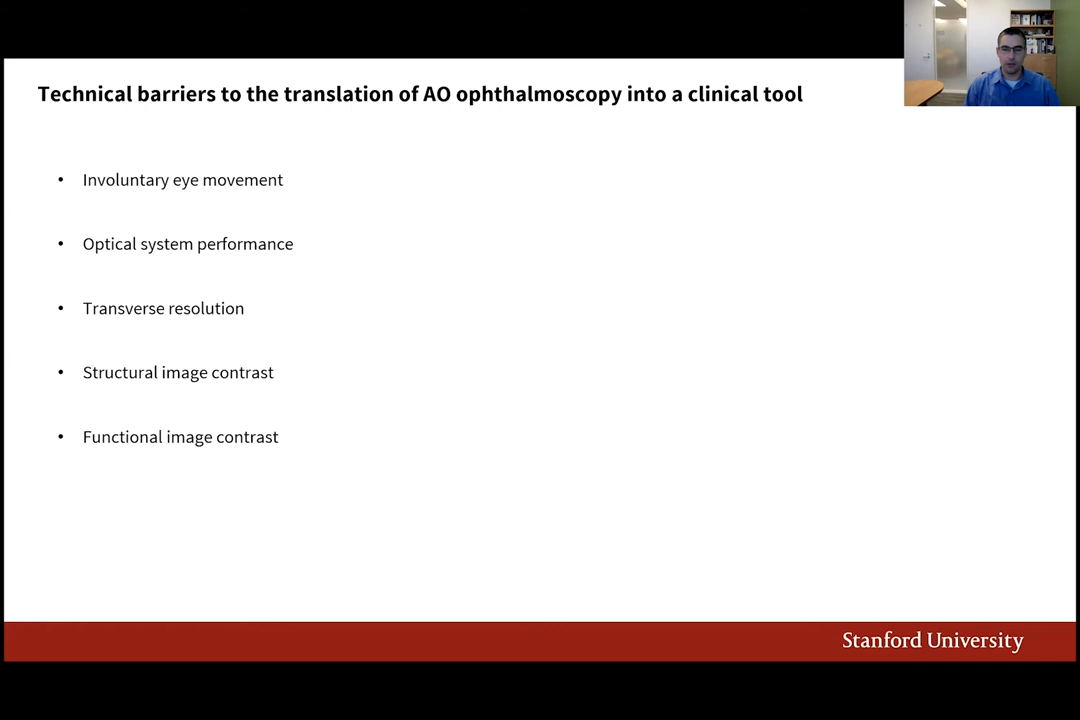 Technical barriers to the translation of AO ophthalmoscopy into a clinical tool
• Involuntary eye movement
• Optical system performance
• Transverse resolution
• Structural image contrast
• Functional image contrast
Stanford University